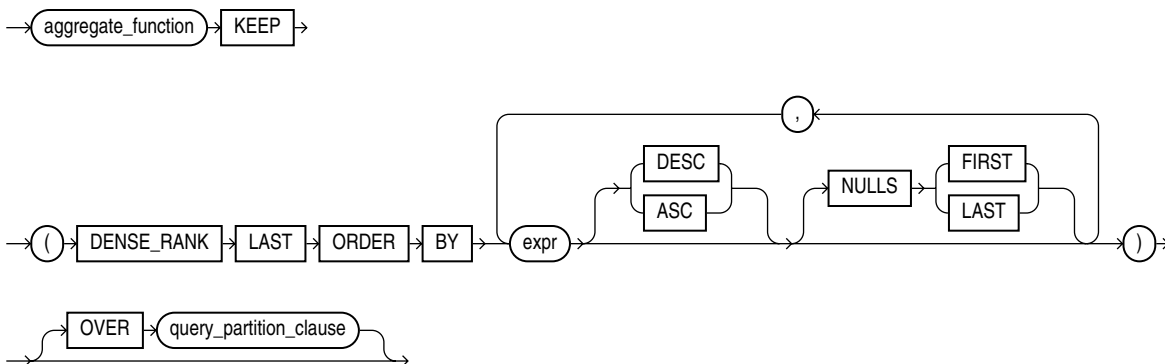 aggregate_function KEEP
,
DESC FIRST
NULLS
ASC LAST
( DENSE_RANK LAST ORDER BY expr )
OVER query_partition_clause